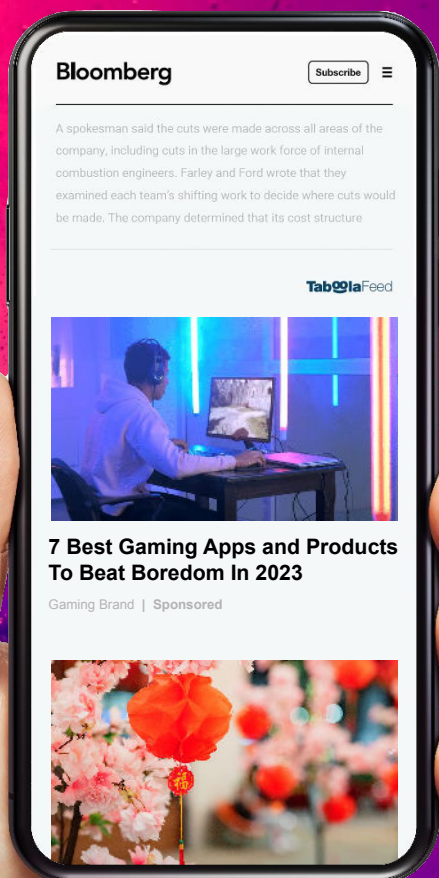 Bloomberg
Subscribe
A spokesman said the cuts were made across all areas of the
company, including cuts in the large work force of internal
combustion engineers. Farley and Ford wrote that they
examined each team's shifting work to decide where cuts would
be made. The company determined that its cost structure
TaboolaFeed
7 Best Gaming Apps and Products
To Beat Boredom In 2023
Gaming Brand | Sponsored
福